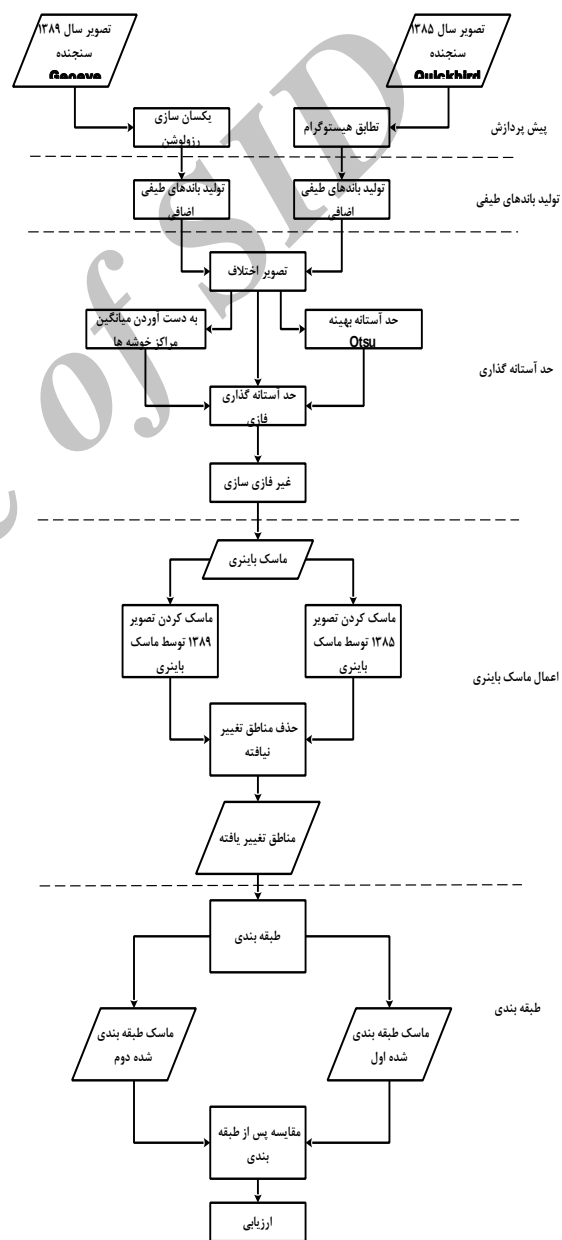 تصویر سال ۱۳۸۵
سنجنده
Quickbird
تصویر سال ۱۳۸۹
سنجنده
Geoeye
پیش پردازش
تطابق هیستوگرام
یکسان سازی
رزولوشن
تولید باندهای طیفی
تولید باندهای طیفی
اضافی
تولید باندهای طیفی
اضافی
تصویر اختلاف
حد آستانه گذاری
حد آستانه بهینه
Otsu
به دست آوردن میانگین
مراکز خوشه ها
حد آستانه گذاری
فازی
غیر فازی سازی
ماسک باینری
اعمال ماسک باینری
ماسک کردن تصویر
۱۳۸۵ توسط ماسک
باینری
ماسک کردن تصویر
۱۳۸۹ توسط ماسک
باینری
حذف مناطق تغییر
نیافته
مناطق تغییر یافته
طبقه بندی
طبقه بندی
ماسک طبقه بندی
شده اول
ماسک طبقه بندی
شده دوم
مقایسه پس از طبقه
بندی
ارزیابی
of SID